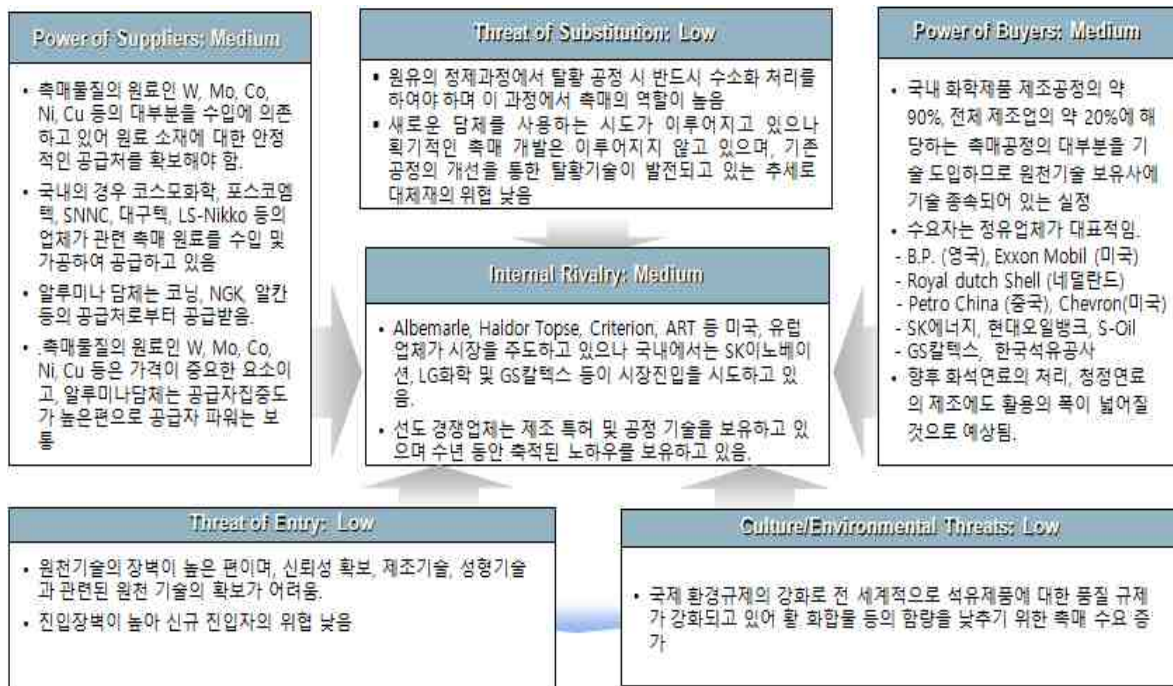 Power of Suppliers: Medium
• 촉매물질의 원료인 W, Mo, Co,
Ni, Cu 등의 대부분을 수입에 의존
하고 있어 원료 소재에 대한 안정
적인 공급처를 확보해야 함.
• 국내의 경우 코스모화학, 포스코엠
텍, SNNC, 대구텍, LS-Nikko 등의
업체가 관련 촉매 원료를 수입 및
가공하여 공급하고 있음
• 알루미나 담체는 코닝, NGK, 알칸
등의 공급처로부터 공급받음.
• .촉매물질의 원료인 W, Mo, Co,
Ni, Cu 등은 가격이 중요한 요소이
고, 알루미나담체는 공급자집중도
가 높은편으로 공급자 파워는 보
통
Threat of Substitution: Low
▪ 원유의 정제과정에서 탈황 공정 시 반드시 수소화 처리를
하여야 하며 이 과정에서 촉매의 역할이 높음
▪ 새로운 담체를 사용하는 시도가 이루어지고 있으나
획기적인 촉매 개발은 이루어지지 않고 있으며, 기존
공정의 개선을 통한 탈황기술이 발전되고 있는 추세로
대체재의 위협 낮음
Internal Rivalry: Medium
• Albemarle, Haldor Topse, Criterion, ART 등 미국, 유럽
업체가 시장을 주도하고 있으나 국내에서는 SK이노베이
션, LG화학 및 GS칼텍스 등이 시장진입을 시도하고 있
음.
• 선도 경쟁업체는 제조 특허 및 공정 기술을 보유하고 있
으며 수년 동안 축적된 노하우를 보유하고 있음.
Power of Buyers: Medium
• 국내 화학제품 제조공정의 약
90%, 전체 제조업의 약 20%에 해
당하는 촉매공정의 대부분을 기
술 도입하므로 원천기술 보유사에
기술 종속되어 있는 실정
• 수요자는 정유업체가 대표적임.
- B.P. (영국), Exxon Mobil (미국)
- Royal dutch Shell (네덜란드)
- Petro China (중국), Chevron(미국)
- SK에너지, 현대오일뱅크, S-Oil
- GS칼텍스, 한국석유공사
• 향후 화석연료의 처리, 청정연료
의 제조에도 활용의 폭이 넓어질
것으로 예상됨.
Threat of Entry: Low
• 원천기술의 장벽이 높은 편이며, 신뢰성 확보, 제조기술, 성형기술
과 관련된 원천 기술의 확보가 어려움.
• 진입장벽이 높아 신규 진입자의 위협 낮음
Culture/Environmental Threats: Low
• 국제 환경규제의 강화로 전 세계적으로 석유제품에 대한 품질 규제
가 강화되고 있어 황 화합물 등의 함량을 낮추기 위한 촉매 수요 증
가